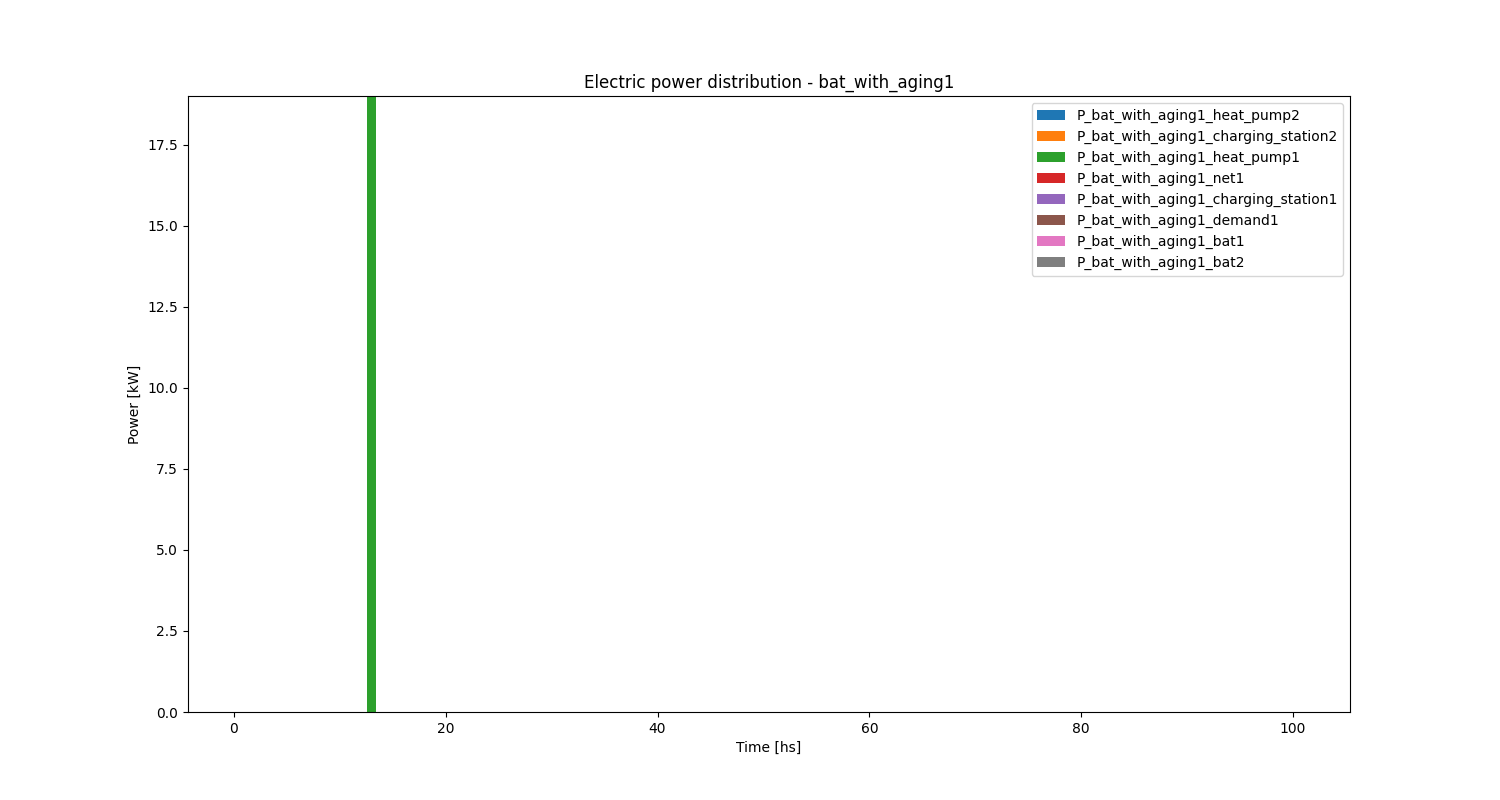 Electric power distribution - bat_with_aging1
P_bat_with_aging1_heat_pump2
P_bat_with_aging1_charging_station2
P_bat_with_aging1_heat_pump1
P_bat_with_aging1_net1
P_bat_with_aging1_charging_station1
P_bat_with_aging1_demand1
P_bat_with_aging1_bat1
P_bat_with_aging1_bat2
17.5
15.0
12.5
10.0
7.5
5.0
2.5
0.0
Power [kW]
0 20 40 60 80 100
Time [hs]